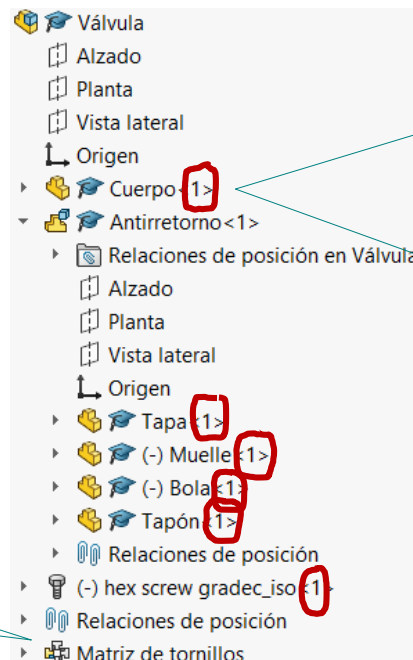 Válvula
Alzado
Planta
Vista lateral
Origen
Cuerpo<1>
Antirretorno<1>
Relaciones de posición en Válvula
Alzado
Planta
Vista lateral
Origen
Tapa<1>
(-) Muelle<1>
(-) Bola<1>
Tapón<1>
Relaciones de posición
(-) hex screw gradec_iso<1>
Relaciones de posición
Matriz de tornillos